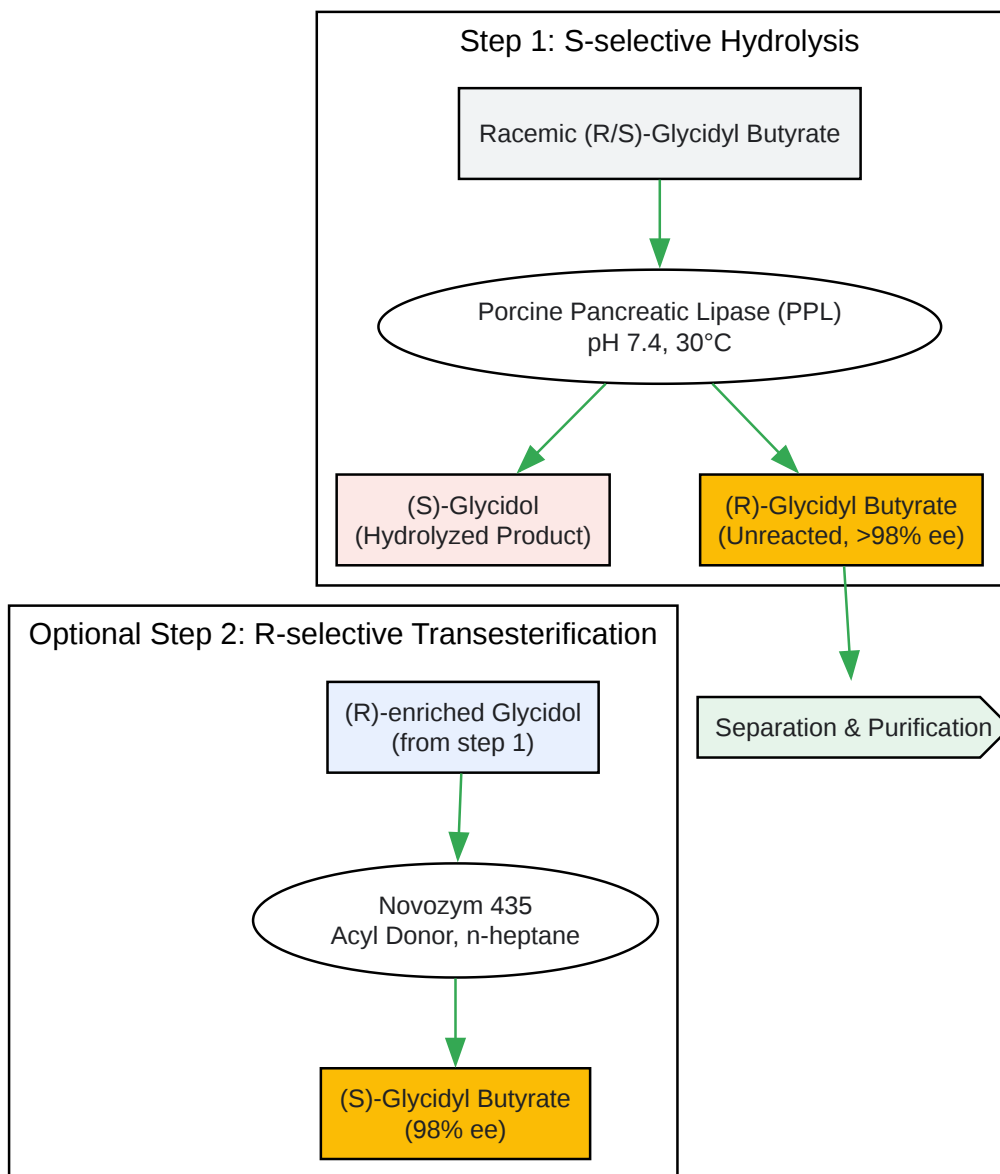 Step 1: S-selective Hydrolysis
Racemic (R/S)-Glycidyl Butyrate
Porcine Pancreatic Lipase (PPL)
pH 7.4, 30°C
(S)-Glycidol
(Hydrolyzed Product)
(R)-Glycidyl Butyrate
(Unreacted, >98% ee)
Optional Step 2: R-selective Transesterification
(R)-enriched Glycidol
(from step 1)
Separation & Purification
Novozym 435
Acyl Donor, n-heptane
(S)-Glycidyl Butyrate
(98% ee)